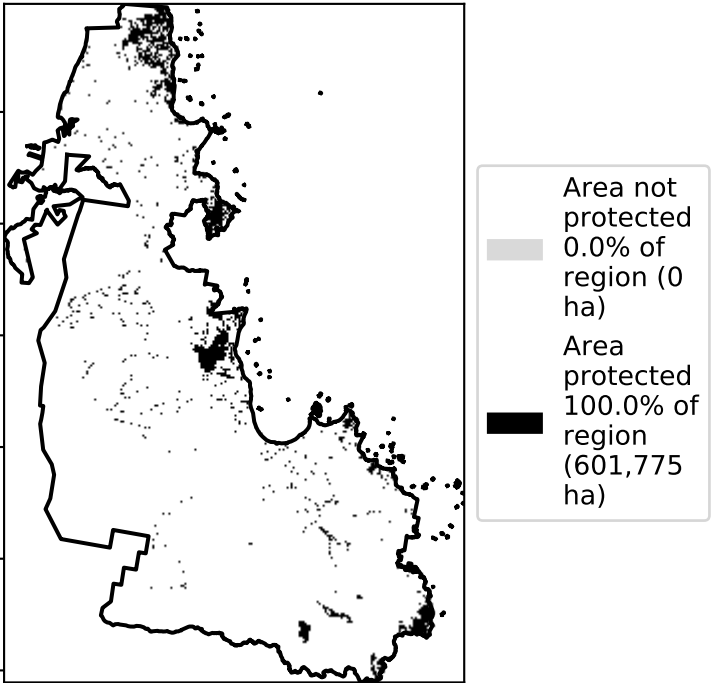 Area not
protected
0.0% of
region (0
ha)
Area
protected
100.0% of
region
(601,775
ha)